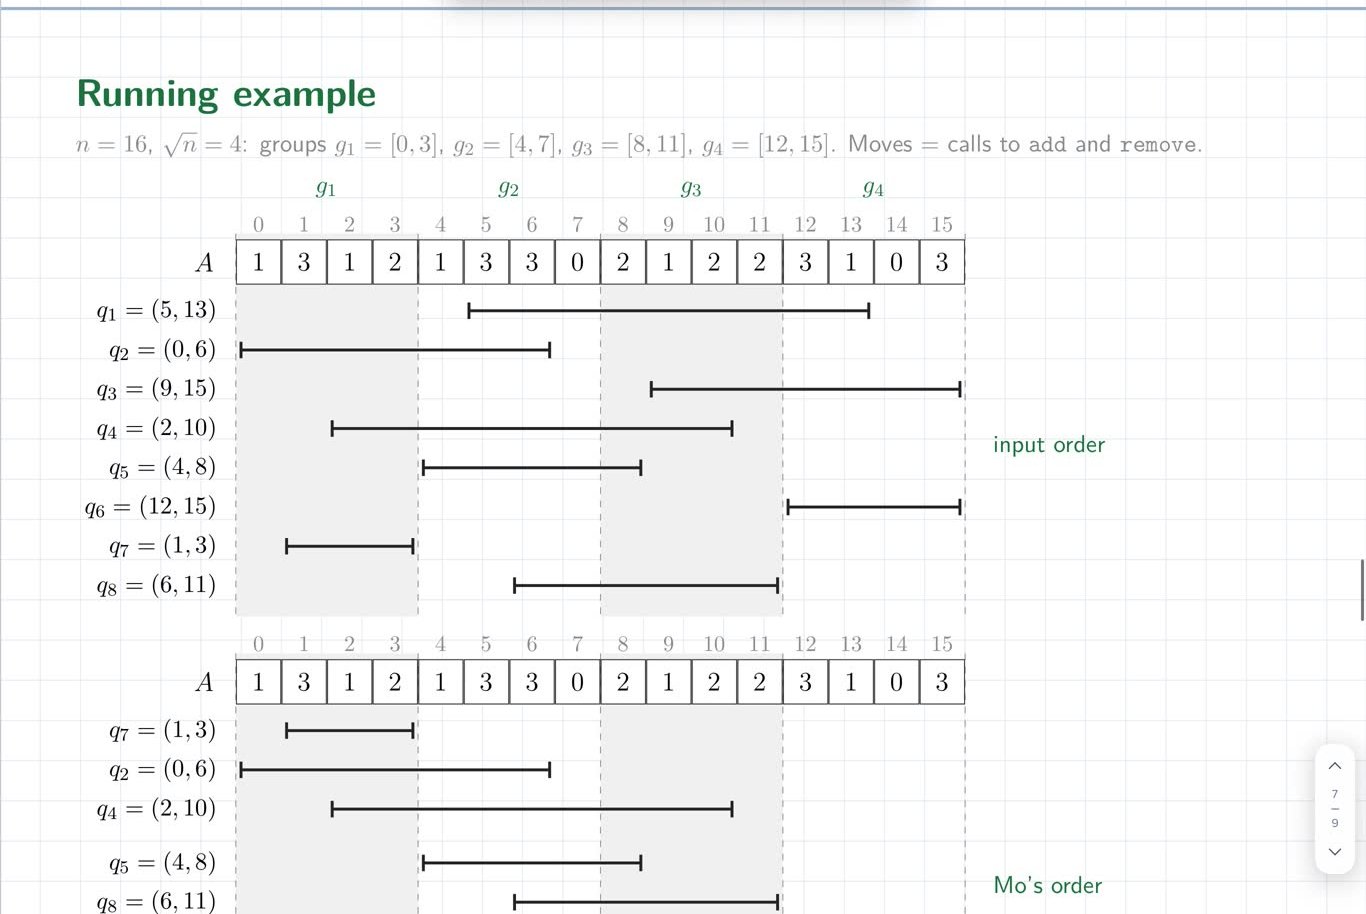 Running example
n = 16, √n = 4: groups g₁ = [0, 3], g₂ = [4, 7], g₃ = [8, 11], g₄ = [12, 15]. Moves = calls to add and remove.
g₁ g₂ g₃ g₄
0 1 2 3 4 5 6 7 8 9 10 11 12 13 14 15
A 1 3 1 2 1 3 3 0 2 1 2 2 3 1 0 3
q₁ = (5, 13)
q₂ = (0, 6)
q₃ = (9, 15)
q₄ = (2, 10)
input order
q₅ = (4, 8)
q₆ = (12, 15)
q₇ = (1, 3)
q₈ = (6, 11)
0 1 2 3 4 5 6 7 8 9 10 11 12 13 14 15
A 1 3 1 2 1 3 3 0 2 1 2 2 3 1 0 3
q₇ = (1, 3)
q₂ = (0, 6)
q₄ = (2, 10)
q₅ = (4, 8)
Mo's order
q₈ = (6, 11)
7
–
9